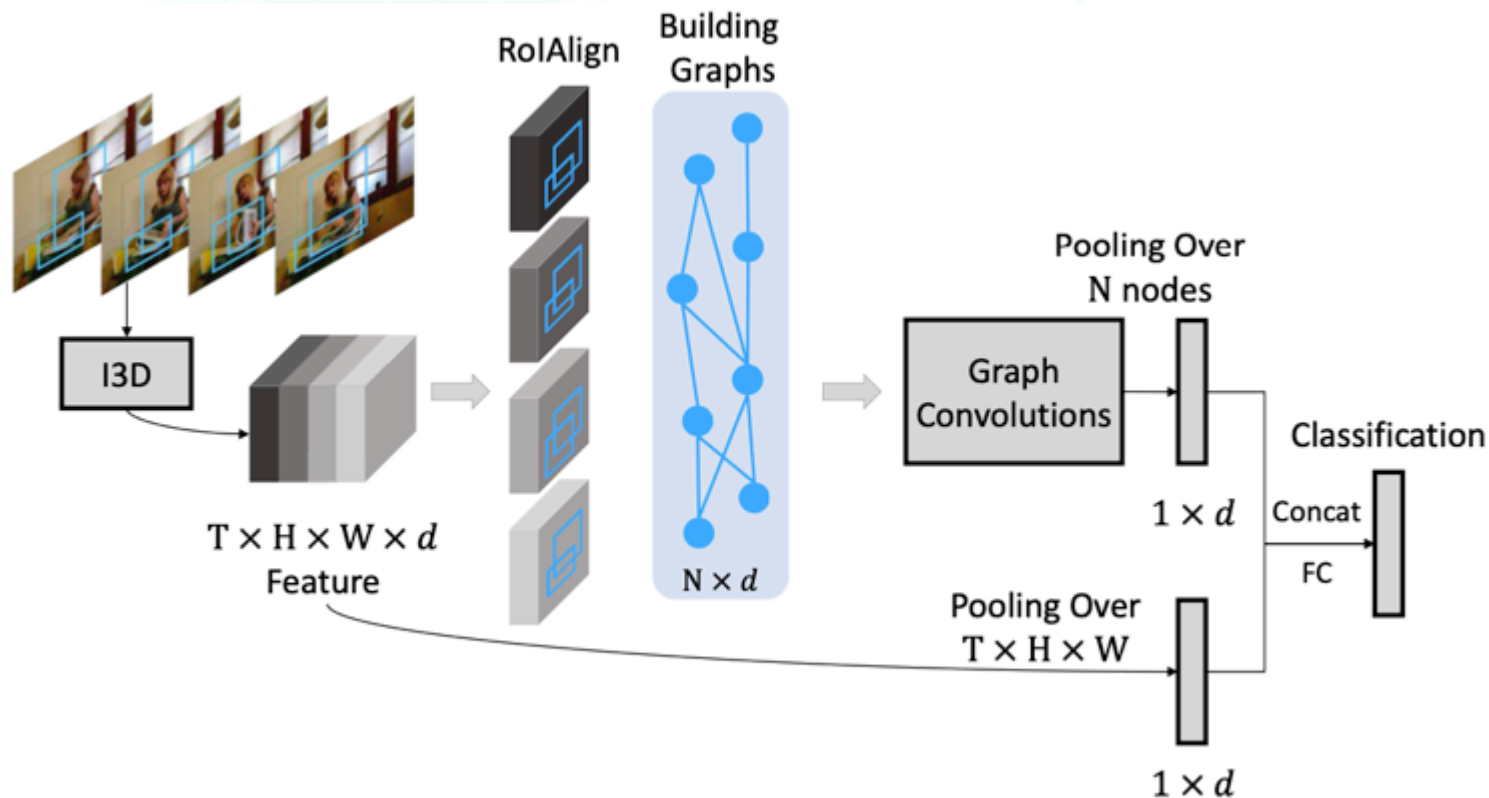 RoIAlign
Building
Graphs
I3D
T × H × W × d
Feature
N × d
Graph
Convolutions
Pooling Over
N nodes
1 × d
Pooling Over
T × H × W
1 × d
Concat
FC
Classification